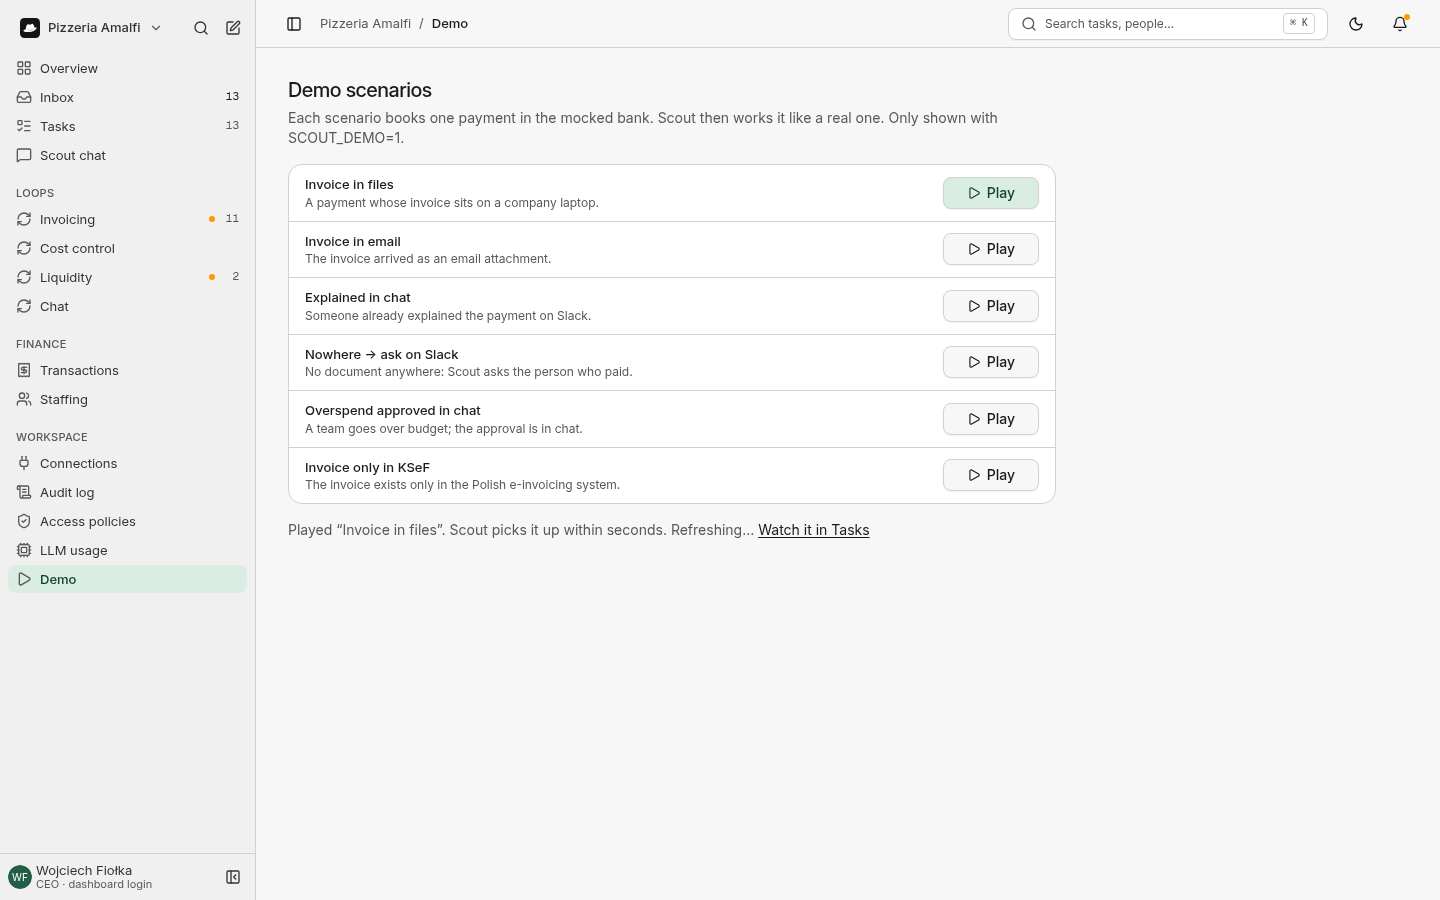 Pizzeria Amalfi
Overview
Inbox 13
Tasks 13
Scout chat
LOOPS
Invoicing 11
Cost control
Liquidity 2
Chat
FINANCE
Transactions
Staffing
WORKSPACE
Connections
Audit log
Access policies
LLM usage
Demo
WF
Wojciech Fiołka
CEO · dashboard login
Pizzeria Amalfi / Demo
Search tasks, people... ⌘ K
Demo scenarios
Each scenario books one payment in the mocked bank. Scout then works it like a real one. Only shown with
SCOUT_DEMO=1.
Invoice in files
A payment whose invoice sits on a company laptop.
Play
Invoice in email
The invoice arrived as an email attachment.
Play
Explained in chat
Someone already explained the payment on Slack.
Play
Nowhere → ask on Slack
No document anywhere: Scout asks the person who paid.
Play
Overspend approved in chat
A team goes over budget; the approval is in chat.
Play
Invoice only in KSeF
The invoice exists only in the Polish e-invoicing system.
Play
Played “Invoice in files”. Scout picks it up within seconds. Refreshing... Watch it in Tasks